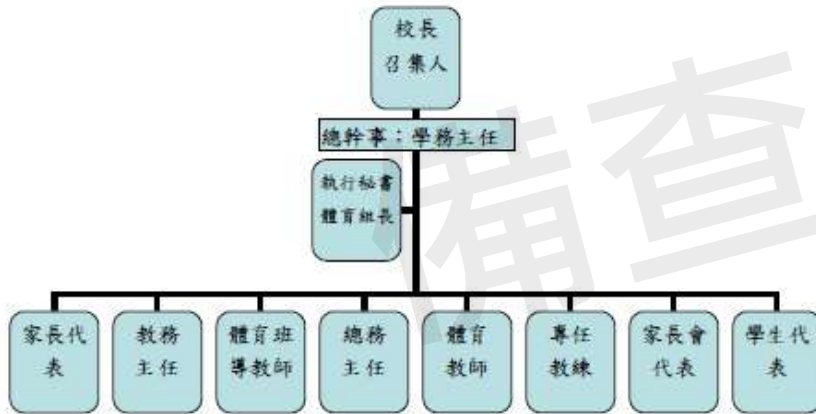 校長
召集人
總幹事：學務主任
執行秘書
體育組長
家長代
表
教務
主任
體育班
導教師
總務
主任
體育
教師
專任
教練
家長會
代表
學生代
表
備查